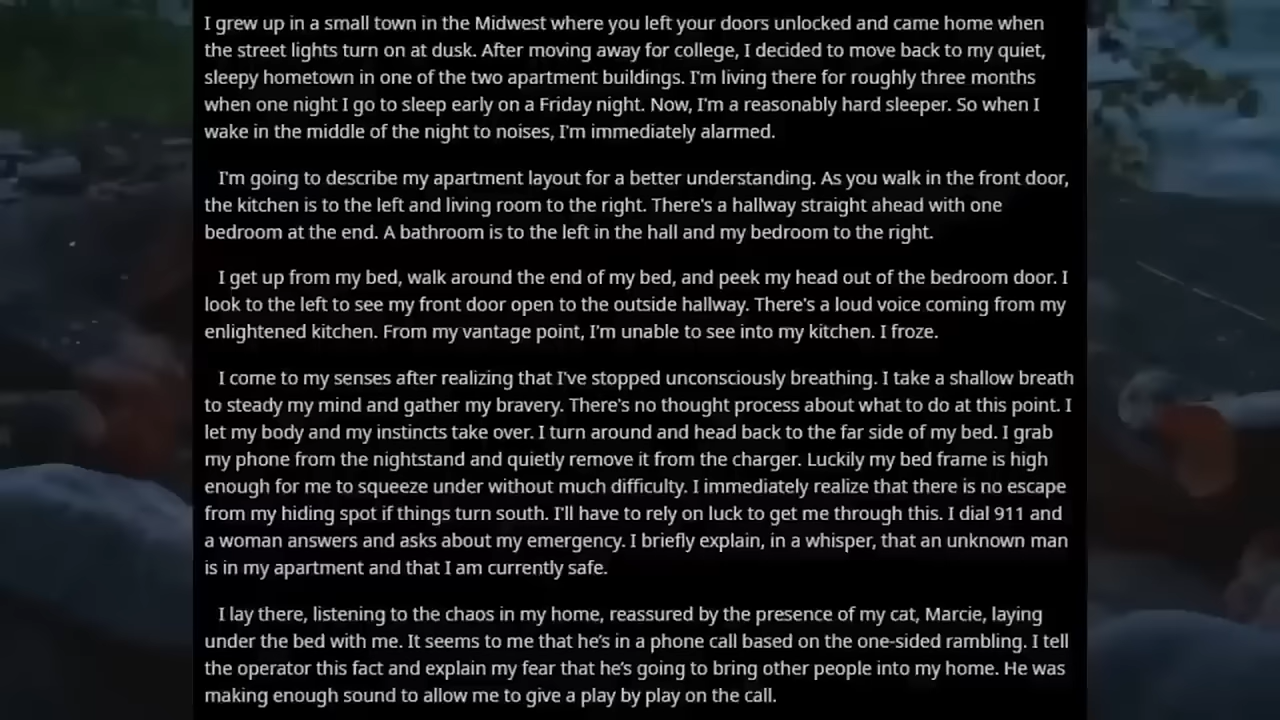 I grew up in a small town in the Midwest where you left your doors unlocked and came home when
the street lights turn on at dusk. After moving away for college, I decided to move back to my quiet,
sleepy hometown in one of the two apartment buildings. I'm living there for roughly three months
when one night I go to sleep early on a Friday night. Now, I'm a reasonably hard sleeper. So when I
wake in the middle of the night to noises, I'm immediately alarmed.
I'm going to describe my apartment layout for a better understanding. As you walk in the front door,
the kitchen is to the left and living room to the right. There's a hallway straight ahead with one
bedroom at the end. A bathroom is to the left in the hall and my bedroom to the right.
I get up from my bed, walk around the end of my bed, and peek my head out of the bedroom door. I
look to the left to see my front door open to the outside hallway. There's a loud voice coming from my
enlightened kitchen. From my vantage point, I'm unable to see into my kitchen. I froze.
I come to my senses after realizing that I've stopped unconsciously breathing. I take a shallow breath
to steady my mind and gather my bravery. There's no thought process about what to do at this point. I
let my body and my instincts take over. I turn around and head back to the far side of my bed. I grab
my phone from the nightstand and quietly remove it from the charger. Luckily my bed frame is high
enough for me to squeeze under without much difficulty. I immediately realize that there is no escape
from my hiding spot if things turn south. I'll have to rely on luck to get me through this. I dial 911 and
a woman answers and asks about my emergency. I briefly explain, in a whisper, that an unknown man
is in my apartment and that I am currently safe.
I lay there, listening to the chaos in my home, reassured by the presence of my cat, Marcie, laying
under the bed with me. It seems to me that he's in a phone call based on the one-sided rambling. I tell
the operator this fact and explain my fear that he's going to bring other people into my home. He was
making enough sound to allow me to give a play by play on the call.